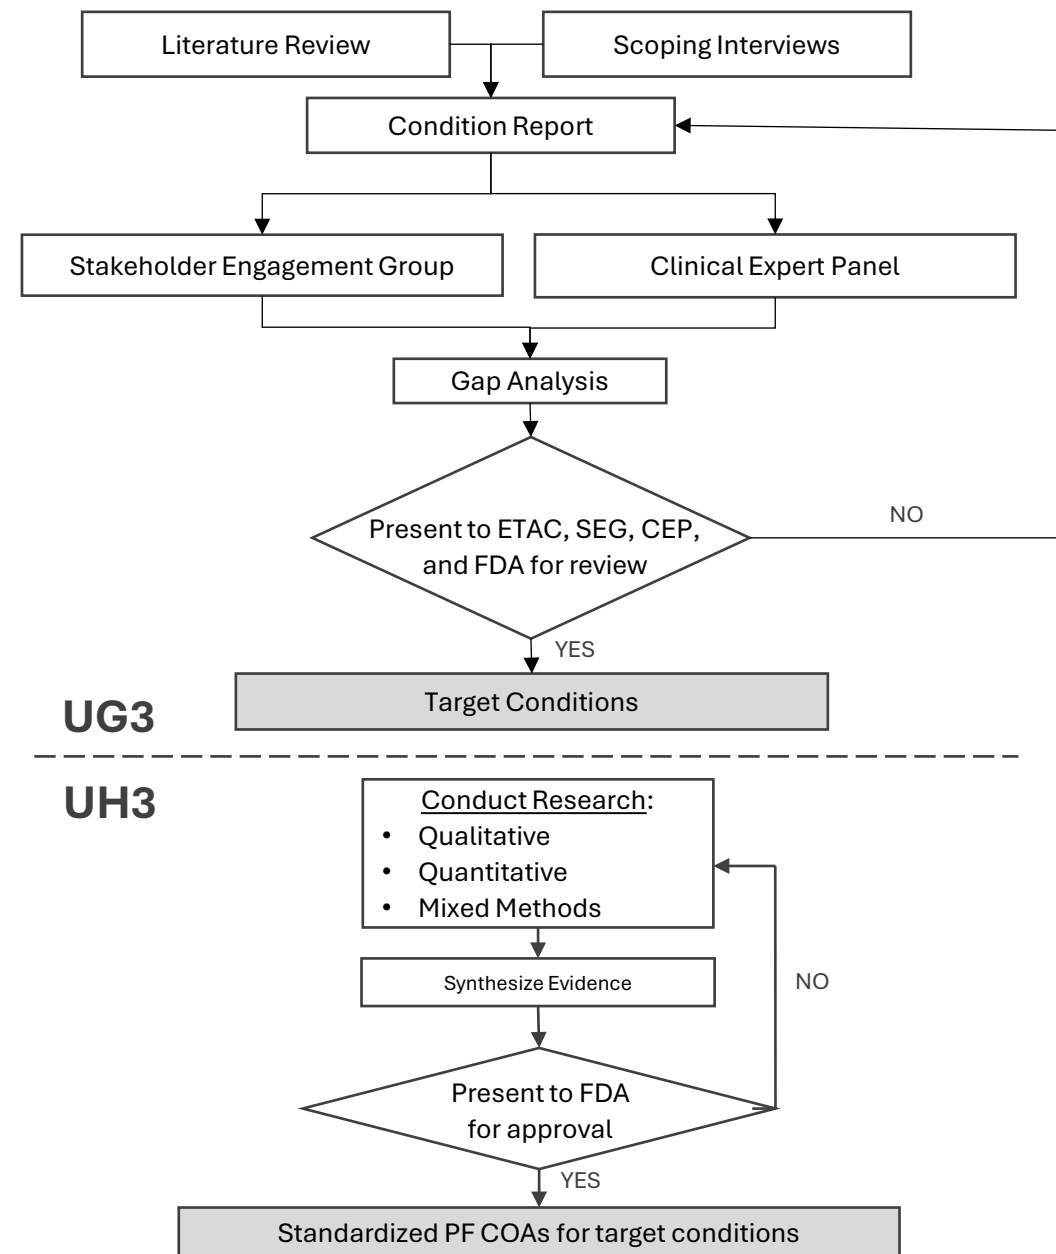 Literature Review
Scoping Interviews
Condition Report
Stakeholder Engagement Group
Clinical Expert Panel
Gap Analysis
Present to ETAC, SEG, CEP,
and FDA for review
NO
YES
Target Conditions
UG3
UH3
Conduct Research:
• Qualitative
• Quantitative
• Mixed Methods
Synthesize Evidence
NO
Present to FDA
for approval
YES
Standardized PF COAs for target conditions